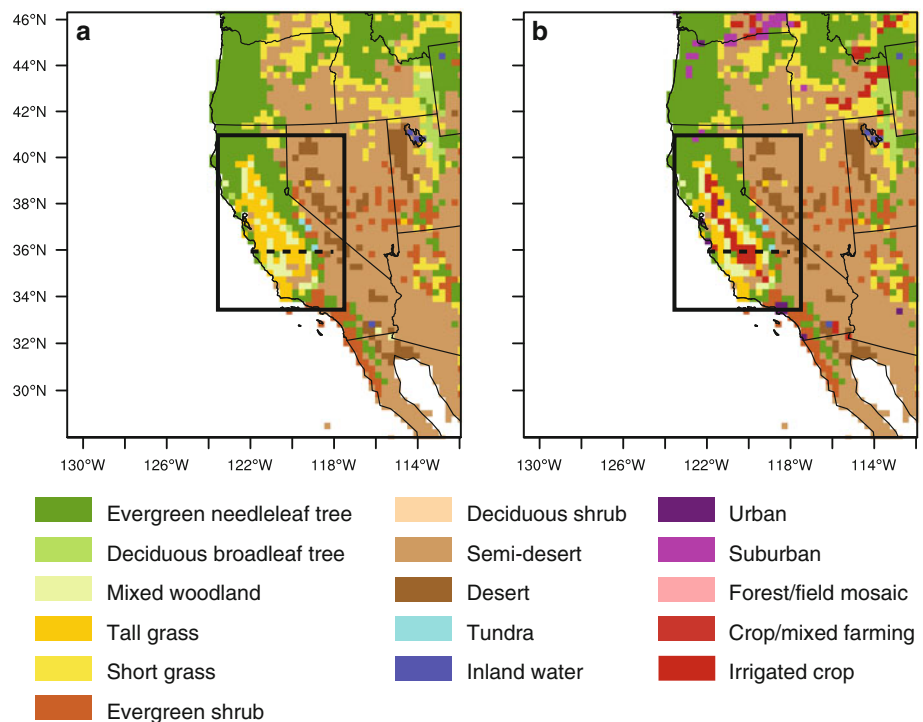 a
b
46°N
44°N
42°N
40°N
38°N
36°N
34°N
32°N
30°N
130°W 126°W 122°W 118°W 114°W
130°W 126°W 122°W 118°W 114°W
Evergreen needleleaf tree
Deciduous broadleaf tree
Mixed woodland
Tall grass
Short grass
Evergreen shrub
Deciduous shrub
Semi-desert
Desert
Tundra
Inland water
Urban
Suburban
Forest/field mosaic
Crop/mixed farming
Irrigated crop